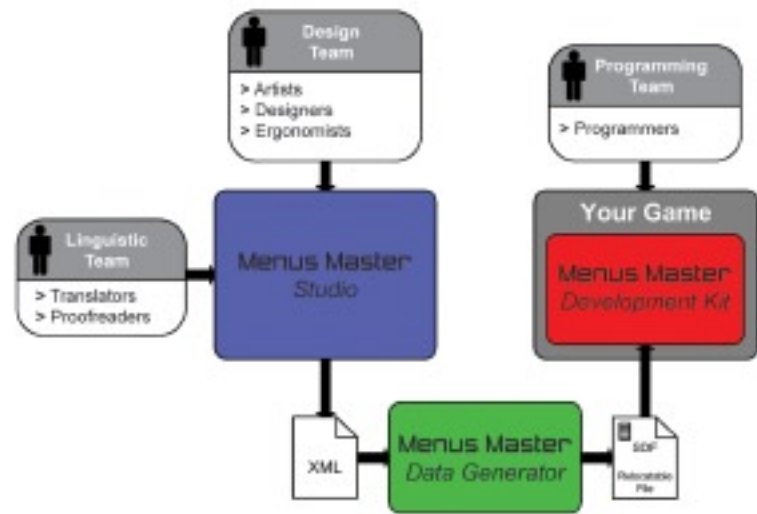 Design
Team
> Artists
> Designers
> Ergonomists
Programming
Team
> Programmers
Linguistic
Team
> Translators
> Proofreaders
Menus Master
Studio
Your Game
Menus Master
Development Kit
XML
Menus Master
Data Generator
SDF
Relocatable
File